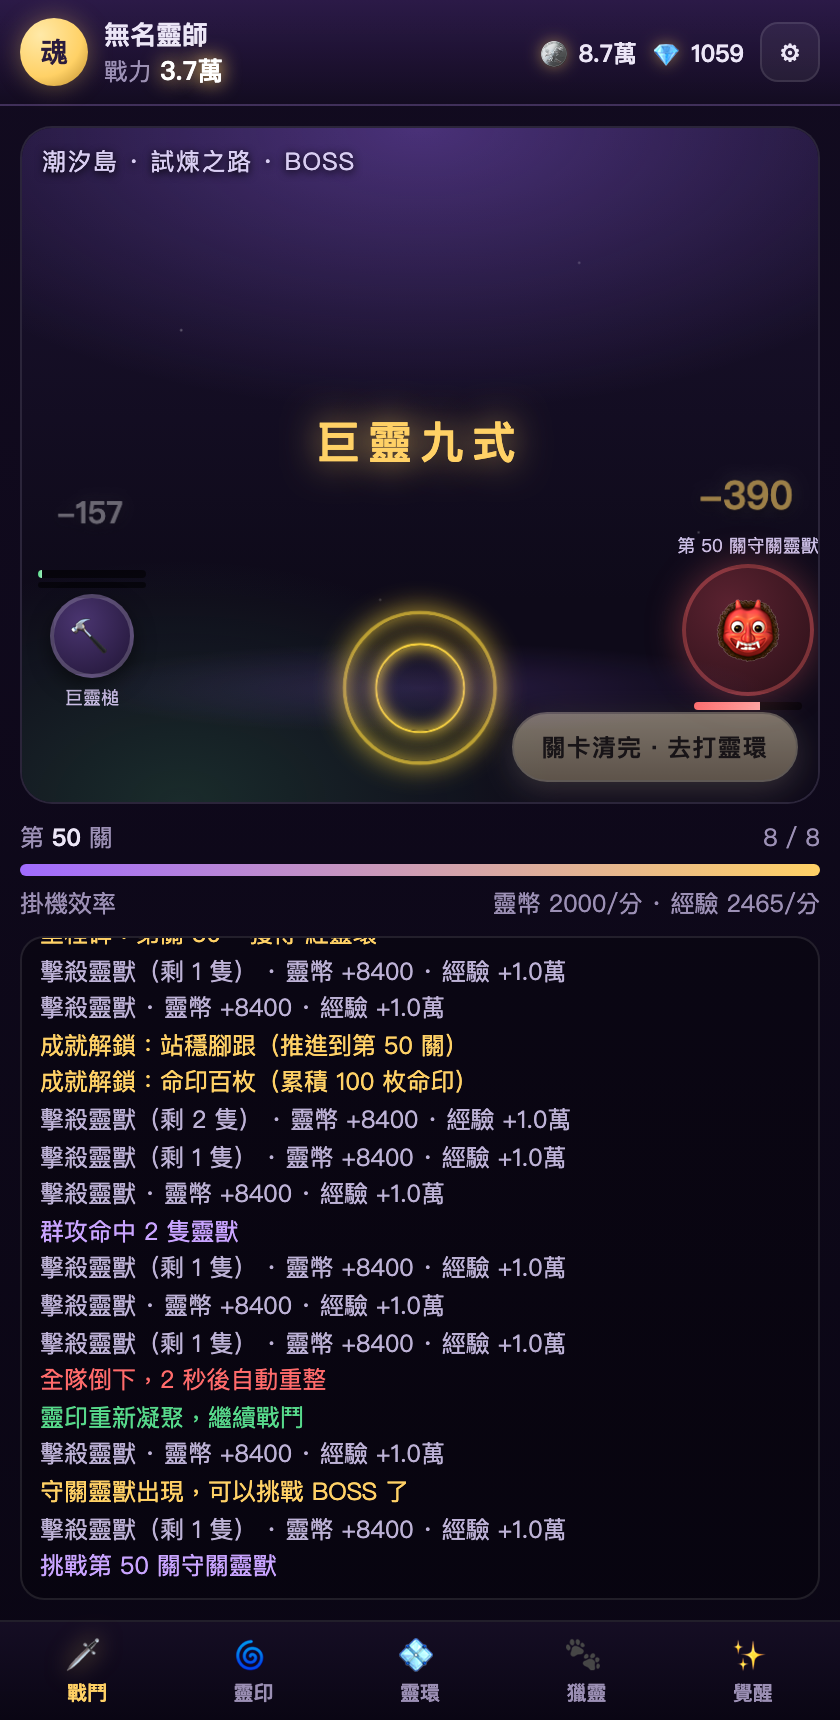 魂
無名靈師
戰力 3.7萬
8.7萬
1059
潮汐島 · 試煉之路 · BOSS
巨靈九式
-157
-390
第 50 關守關靈獸
巨靈槌
關卡清完 · 去打靈環
第 50 關
8 / 8
掛機效率
靈幣 2000/分 · 經驗 2465/分
擊殺靈獸（剩 1 隻） · 靈幣 +8400 · 經驗 +1.0萬
擊殺靈獸 · 靈幣 +8400 · 經驗 +1.0萬
成就解鎖：站穩腳跟（推進到第 50 關）
成就解鎖：命印百枚（累積 100 枚命印）
擊殺靈獸（剩 2 隻） · 靈幣 +8400 · 經驗 +1.0萬
擊殺靈獸（剩 1 隻） · 靈幣 +8400 · 經驗 +1.0萬
擊殺靈獸 · 靈幣 +8400 · 經驗 +1.0萬
群攻命中 2 隻靈獸
擊殺靈獸（剩 1 隻） · 靈幣 +8400 · 經驗 +1.0萬
擊殺靈獸 · 靈幣 +8400 · 經驗 +1.0萬
擊殺靈獸（剩 1 隻） · 靈幣 +8400 · 經驗 +1.0萬
全隊倒下，2 秒後自動重整
靈印重新凝聚，繼續戰鬥
擊殺靈獸 · 靈幣 +8400 · 經驗 +1.0萬
守關靈獸出現，可以挑戰 BOSS 了
擊殺靈獸（剩 1 隻） · 靈幣 +8400 · 經驗 +1.0萬
挑戰第 50 關守關靈獸
戰鬥
靈印
靈環
獵靈
覺醒